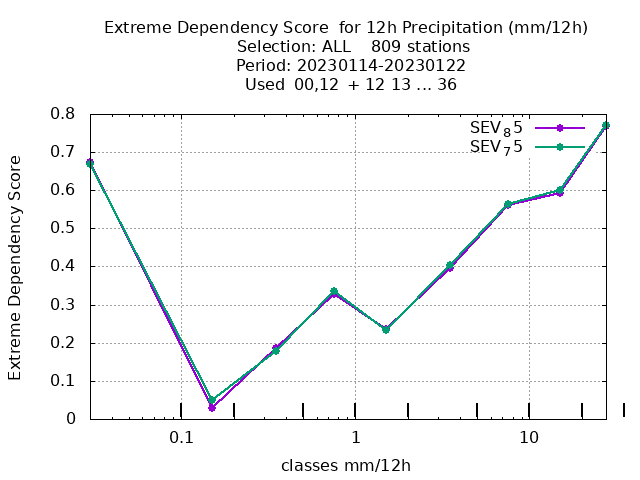 Extreme Dependency Score  for 12h Precipitation (mm/12h)
Selection: ALL    809 stations
Period: 20230114-20230122
Used  00,12  + 12 13 ... 36
SEV₈5
SEV₇5
0.8
0.7
0.6
0.5
0.4
0.3
0.2
0.1
0
Extreme Dependency Score
0.1
1
10
classes mm/12h